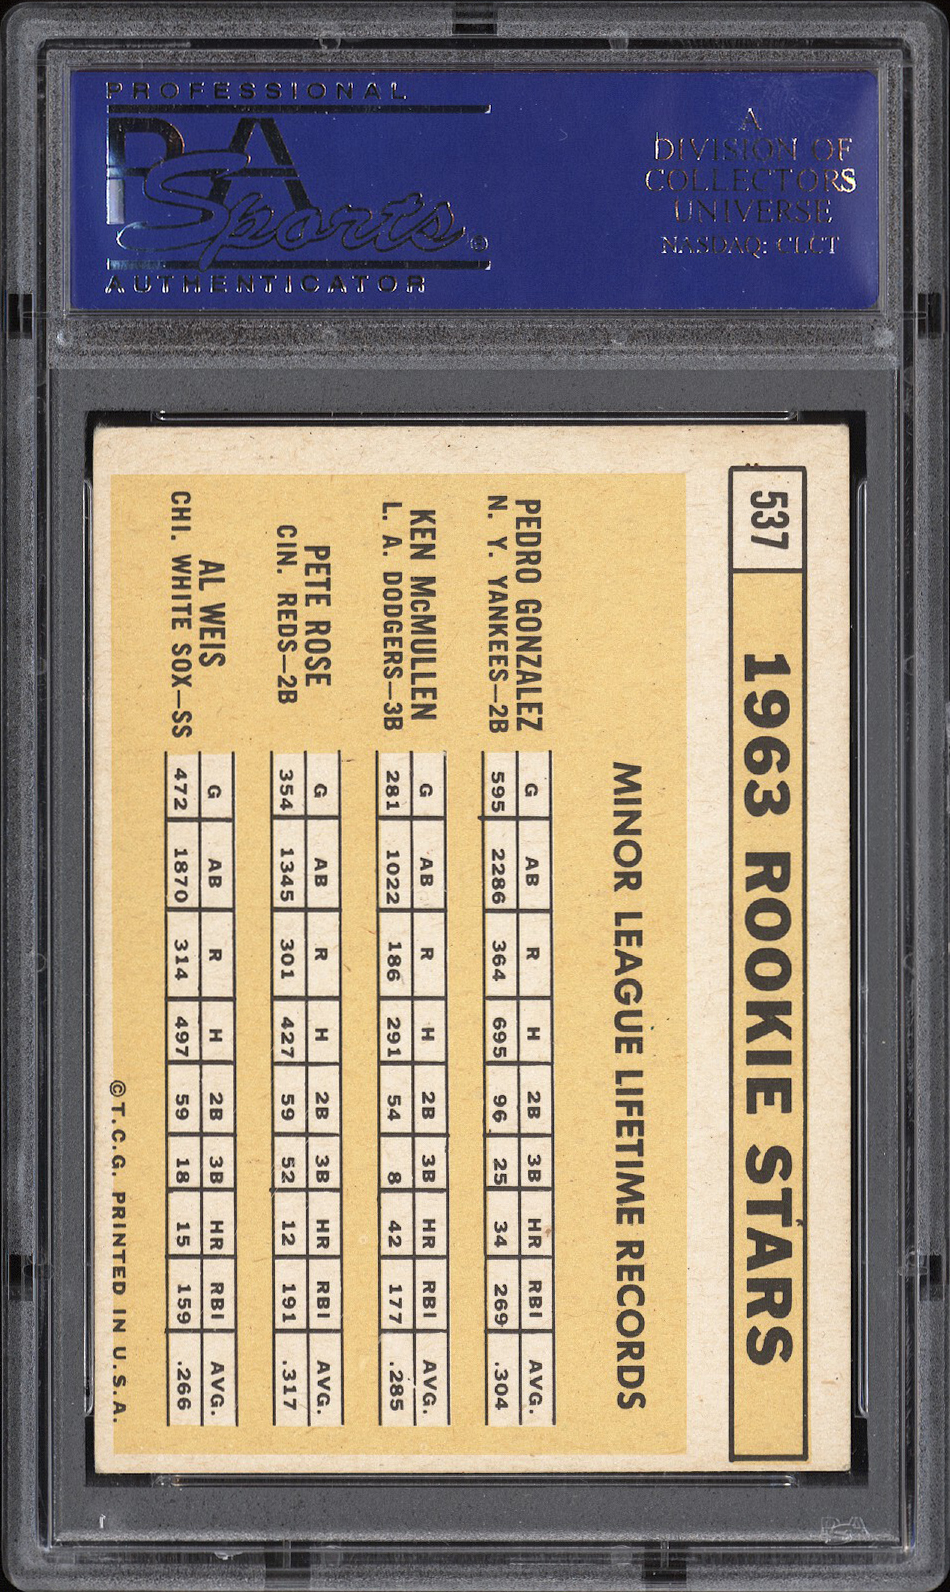 PROFESSIONAL
PSA
Sports®
AUTHENTICATOR
A
DIVISION OF
COLLECTORS
UNIVERSE
NASDAQ: CLCT
537 1963 ROOKIE STARS
MINOR LEAGUE LIFETIME RECORDS
PEDRO GONZALEZ G AB R H 2B 3B HR RBI AVG.
N. Y. YANKEES—2B 595 2286 364 695 96 25 34 269 .304
KEN McMULLEN G AB R H 2B 3B HR RBI AVG.
L. A. DODGERS—3B 281 1022 186 291 54 8 42 177 .285
PETE ROSE G AB R H 2B 3B HR RBI AVG.
CIN. REDS—2B 354 1345 301 427 59 52 12 191 .317
AL WEIS G AB R H 2B 3B HR RBI AVG.
CHI. WHITE SOX—SS 472 1870 314 497 59 18 15 159 .266
© T.C.G. PRINTED IN U.S.A.
PSA